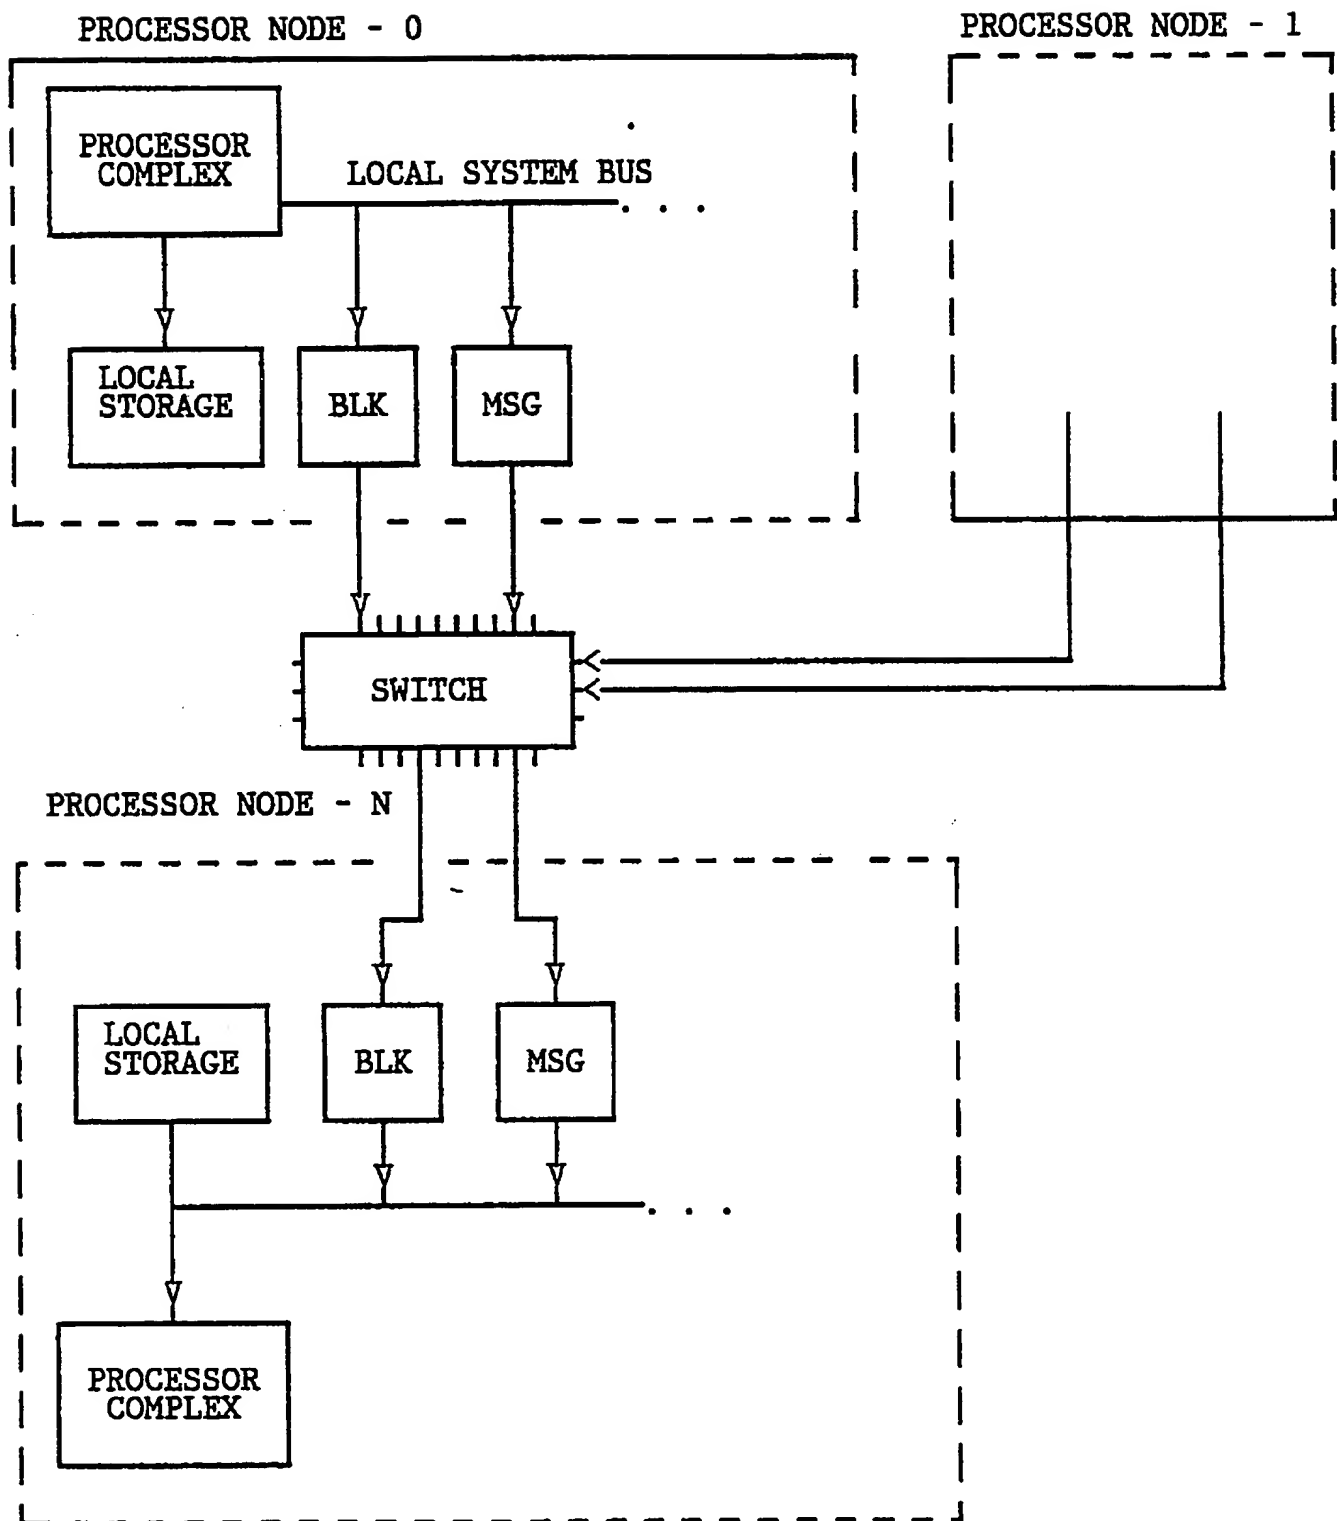 PROCESSOR NODE - 0
PROCESSOR NODE - 1
PROCESSOR
COMPLEX
LOCAL SYSTEM BUS
. . .
LOCAL
STORAGE
BLK
MSG
SWITCH
PROCESSOR NODE - N
LOCAL
STORAGE
BLK
MSG
. . .
PROCESSOR
COMPLEX